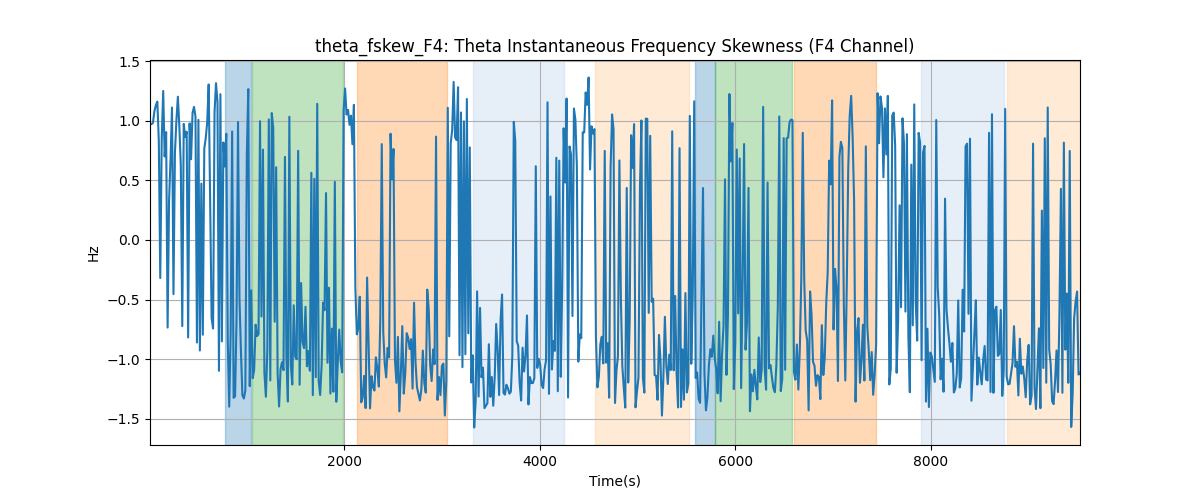 theta_fskew_F4: Theta Instantaneous Frequency Skewness (F4 Channel)
1.5
1.0
0.5
0.0
−0.5
−1.0
−1.5
Hz
2000 4000 6000 8000
Time(s)